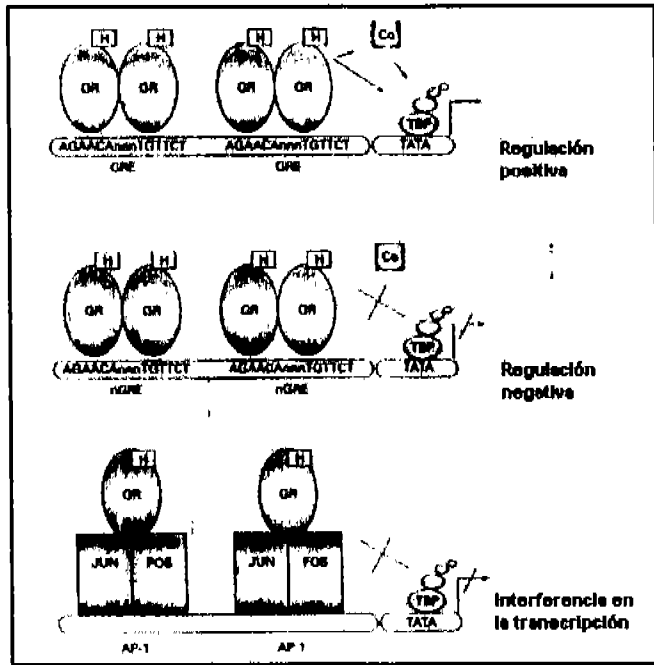 H H H H Co
GR GR GR GR
TBP
AGAACAnnnTGTTCT AGAACAnnnTGTTCT TATA
GRE GRE
Regulación
positiva
H H H H Co
GR GR GR GR
TBP
AGAACAnnnTGTTCT AGAACAnnnTGTTCT TATA
nGRE nGRE
Regulación
negativa
H H
GR GR
JUN FOS JUN FOS
TBP
TATA
AP-1 AP-1
Interferencia en
la transcripción